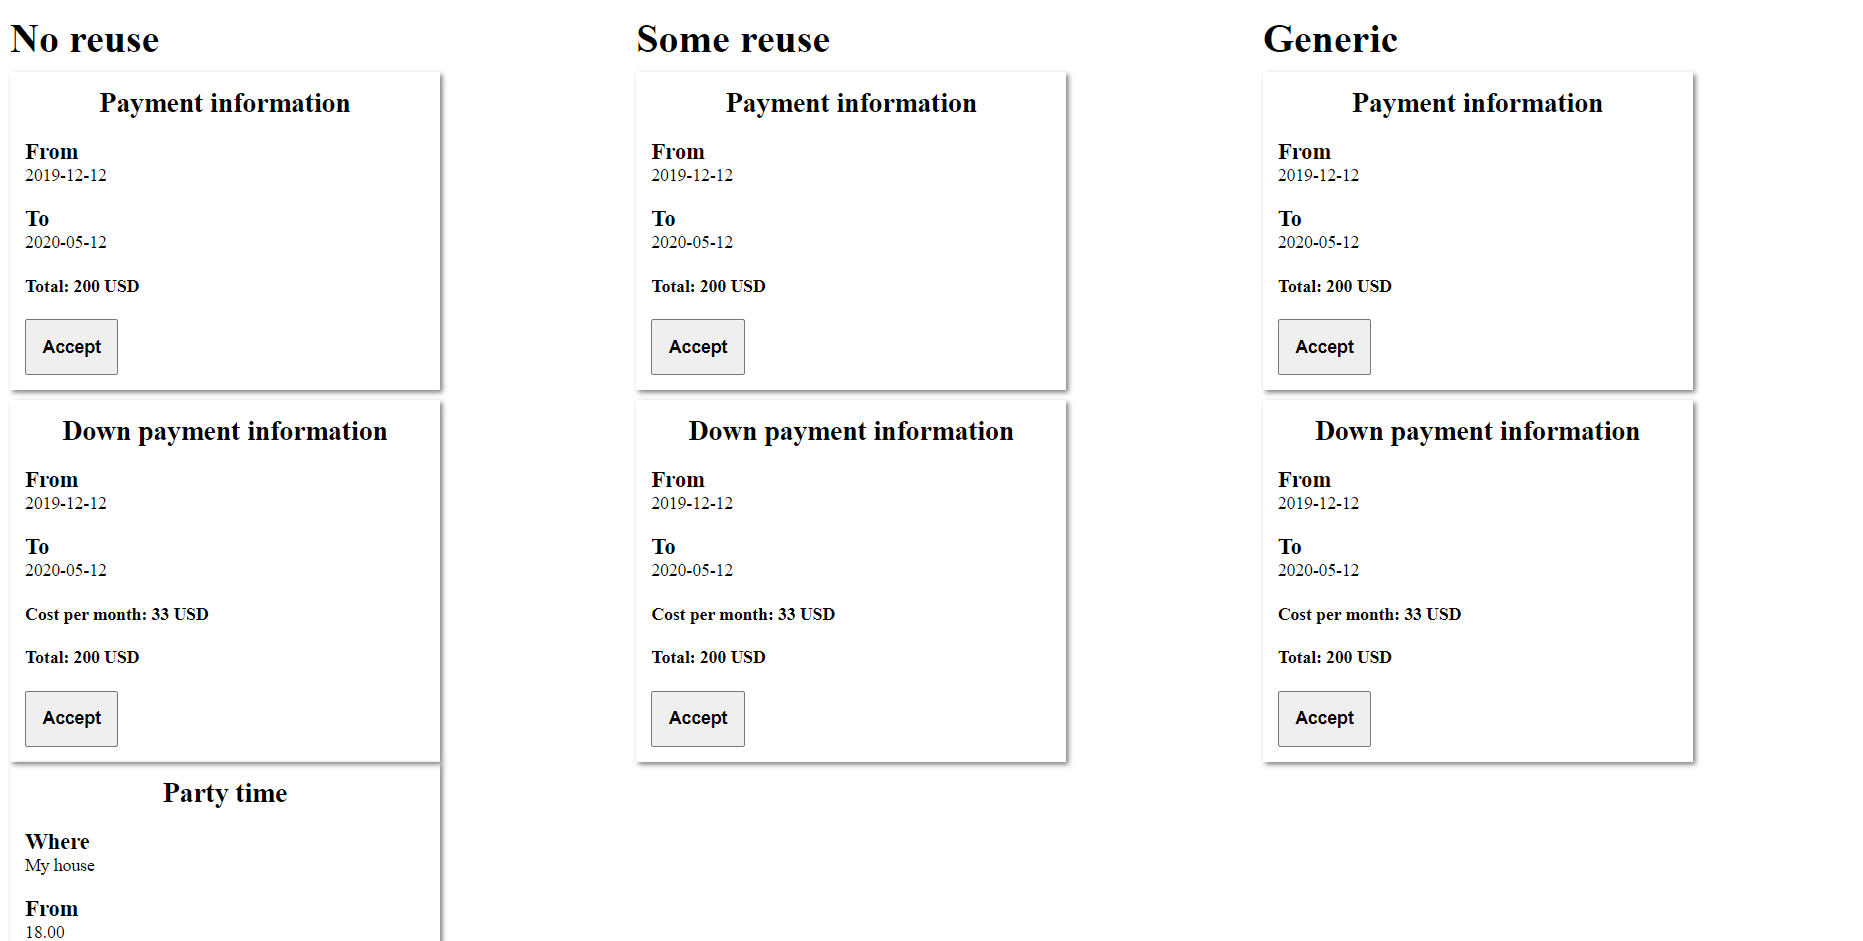 No reuse
Payment information
From
2019-12-12
To
2020-05-12
Total: 200 USD
Accept
Down payment information
From
2019-12-12
To
2020-05-12
Cost per month: 33 USD
Total: 200 USD
Accept
Party time
Where
My house
From
18.00
Some reuse
Payment information
From
2019-12-12
To
2020-05-12
Total: 200 USD
Accept
Down payment information
From
2019-12-12
To
2020-05-12
Cost per month: 33 USD
Total: 200 USD
Accept
Generic
Payment information
From
2019-12-12
To
2020-05-12
Total: 200 USD
Accept
Down payment information
From
2019-12-12
To
2020-05-12
Cost per month: 33 USD
Total: 200 USD
Accept